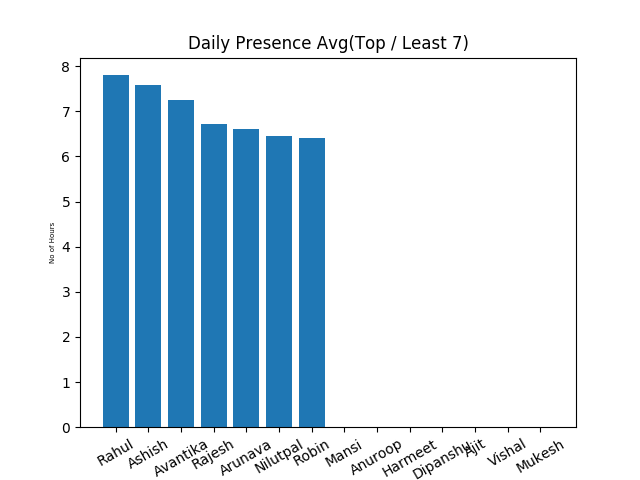 Daily Presence Avg(Top / Least 7)
No of Hours
8
7
6
5
4
3
2
1
0
Rahul
Ashish
Avantika
Rajesh
Arunava
Nilutpal
Robin
Mansi
Anuroop
Harmeet
Dipanshu
Ajit
Vishal
Mukesh